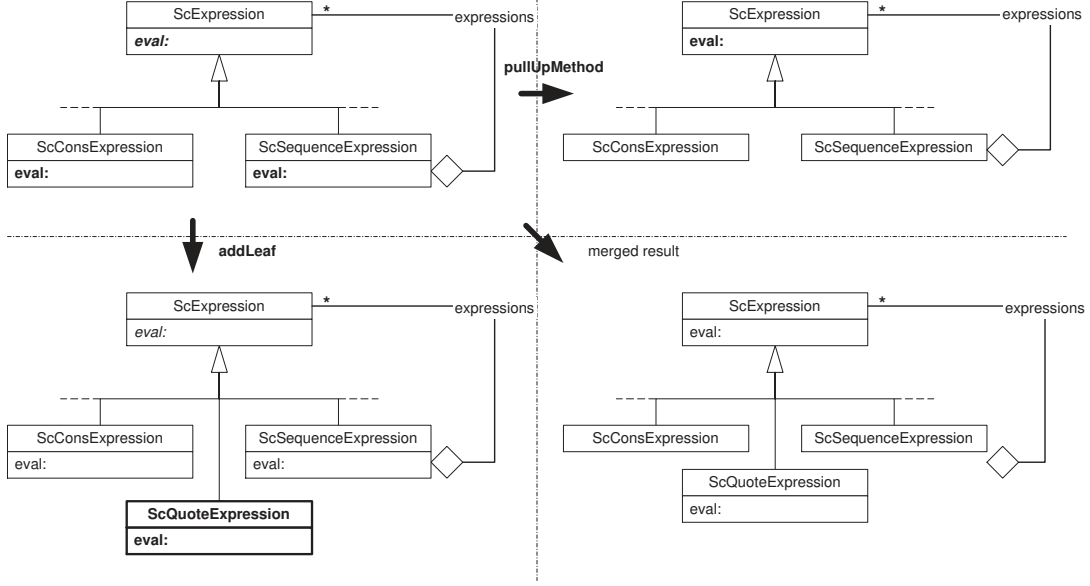 ScExpression
*
expressions
eval:
ScConsExpression
eval:
ScSequenceExpression
eval:
pullUpMethod
ScExpression
*
expressions
eval:
ScConsExpression
ScSequenceExpression
addLeaf
merged result
ScExpression
*
expressions
eval:
ScConsExpression
eval:
ScSequenceExpression
eval:
ScQuoteExpression
eval:
ScExpression
*
expressions
eval:
ScConsExpression
ScSequenceExpression
ScQuoteExpression
eval: